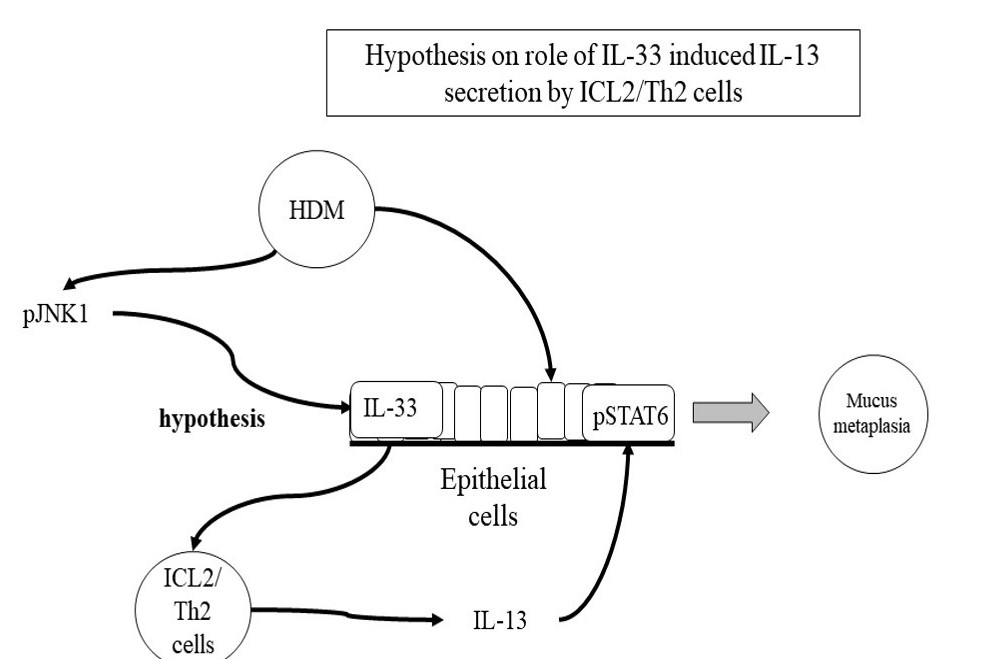 Hypothesis on role of IL-33 induced IL-13
secretion by ICL2/Th2 cells
HDM
pJNK1
hypothesis
IL-33
pSTAT6
Mucus
metaplasia
Epithelial
cells
ICL2/
Th2
cells
IL-13